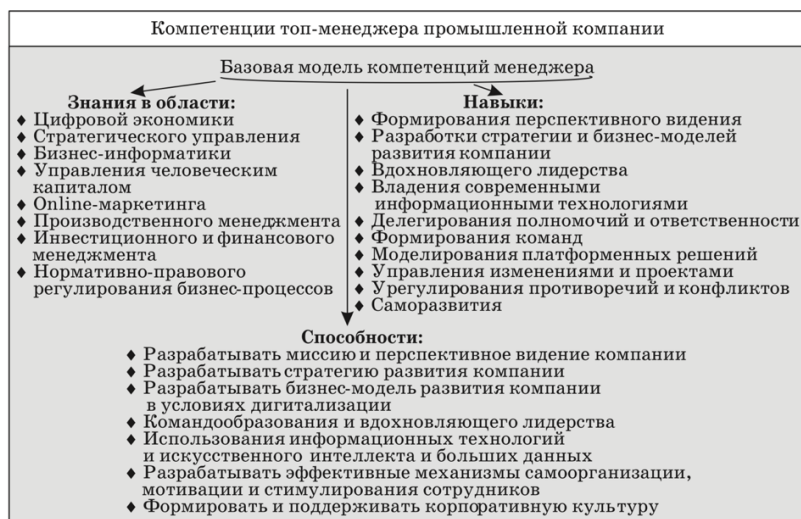 Компетенции топ-менеджера промышленной компании
Базовая модель компетенций менеджера
Знания в области:
♦ Цифровой экономики
♦ Стратегического управления
♦ Бизнес-информатики
♦ Управления человеческим
капиталом
♦ Online-маркетинга
♦ Производственного менеджмента
♦ Инвестиционного и финансового
менеджмента
♦ Нормативно-правового
регулирования бизнес-процессов
Навыки:
♦ Формирования перспективного видения
♦ Разработки стратегии и бизнес-моделей
развития компании
♦ Вдохновляющего лидерства
♦ Владения современными
информационными технологиями
♦ Делегирования полномочий и ответственности
♦ Формирования команд
♦ Моделирования платформенных решений
♦ Управления изменениями и проектами
♦ Урегулирования противоречий и конфликтов
♦ Саморазвития
Способности:
♦ Разрабатывать миссию и перспективное видение компании
♦ Разрабатывать стратегию развития компании
♦ Разрабатывать бизнес-модель развития компании
в условиях дигитализации
♦ Командообразования и вдохновляющего лидерства
♦ Использования информационных технологий
и искусственного интеллекта и больших данных
♦ Разрабатывать эффективные механизмы самоорганизации,
мотивации и стимулирования сотрудников
♦ Формировать и поддерживать корпоративную культуру